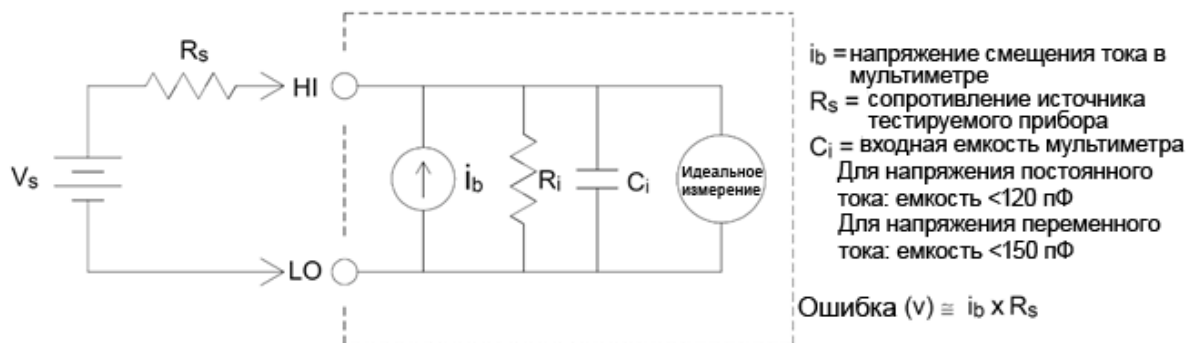 Rs
HI
Vs
ib
Ri
Ci
Идеальное
измерение
LO
ib = напряжение смещения тока в
мультиметре
Rs = сопротивление источника
тестируемого прибора
Ci = входная емкость мультиметра
Для напряжения постоянного
тока: емкость <120 пФ
Для напряжения переменного
тока: емкость <150 пФ
Ошибка (v) ≅ ib x Rs